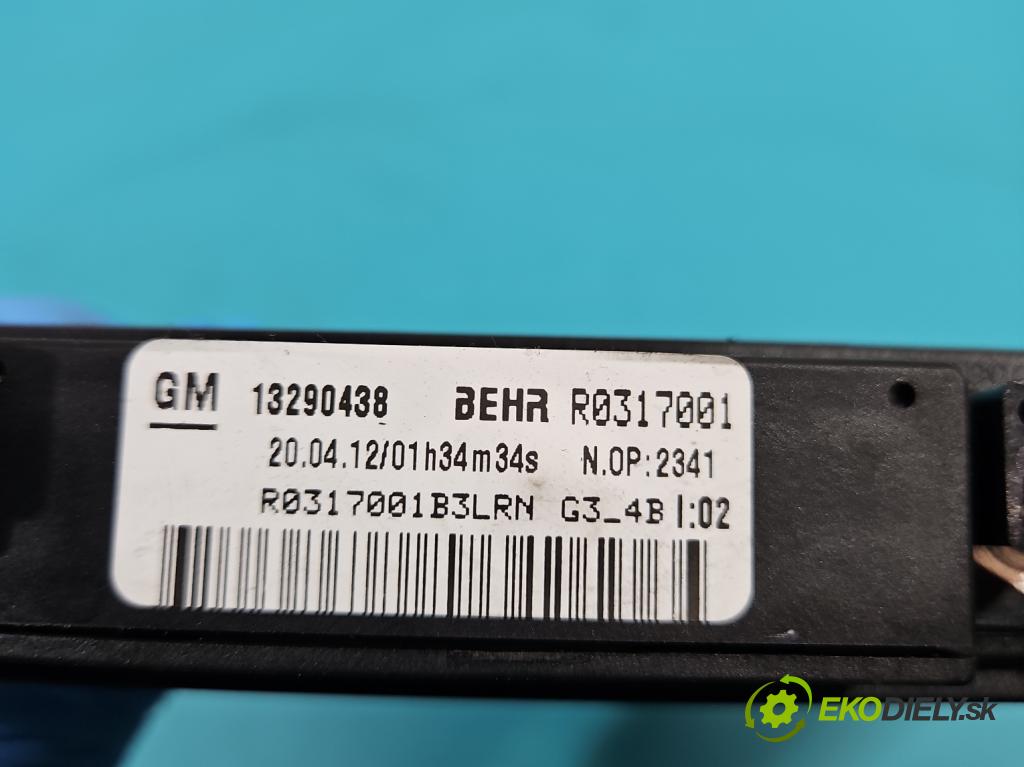 GM 13290438 BEHR R0317001
20.04.12/01h34m34s N.OP:2341
R0317001B3LRN G3_4B I:02
EKODIELY.SK